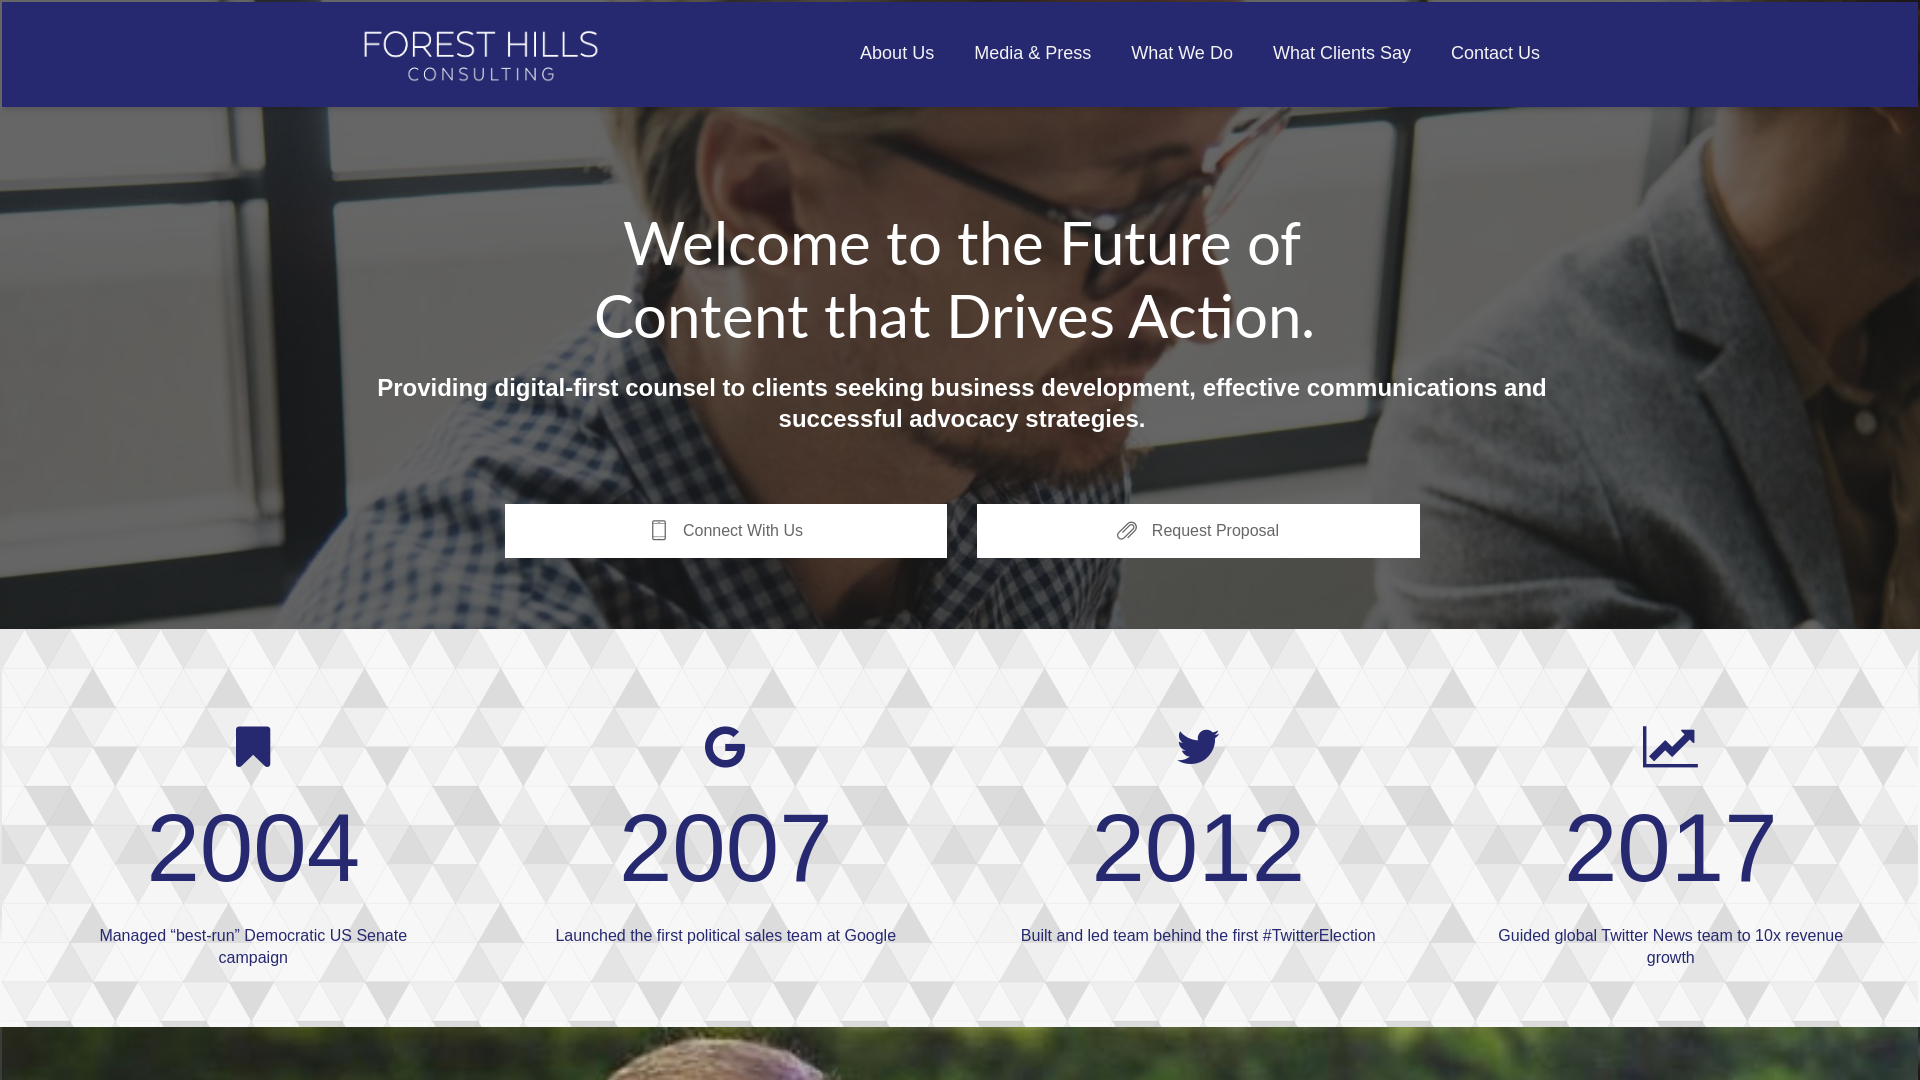 FOREST HILLS
CONSULTING
About Us
Media & Press
What We Do
What Clients Say
Contact Us
Welcome to the Future of
Content that Drives Action.
Providing digital-first counsel to clients seeking business development, effective communications and
successful advocacy strategies.
Connect With Us
Request Proposal
2004
Managed “best-run” Democratic US Senate
campaign
2007
Launched the first political sales team at Google
2012
Built and led team behind the first #TwitterElection
2017
Guided global Twitter News team to 10x revenue
growth